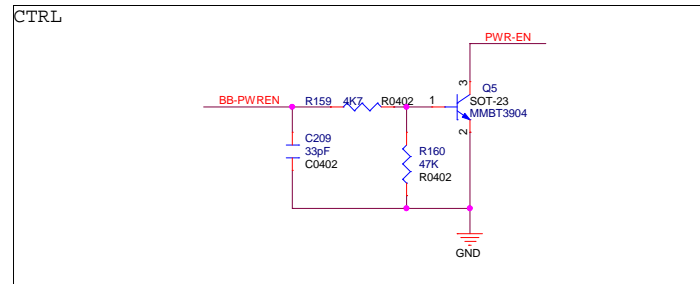 CTRL
PWR-EN
BB-PWREN
R159 4K7 R0402
1
3
Q5
SOT-23
MMBT3904
2
C209
33pF
C0402
R160
47K
R0402
GND